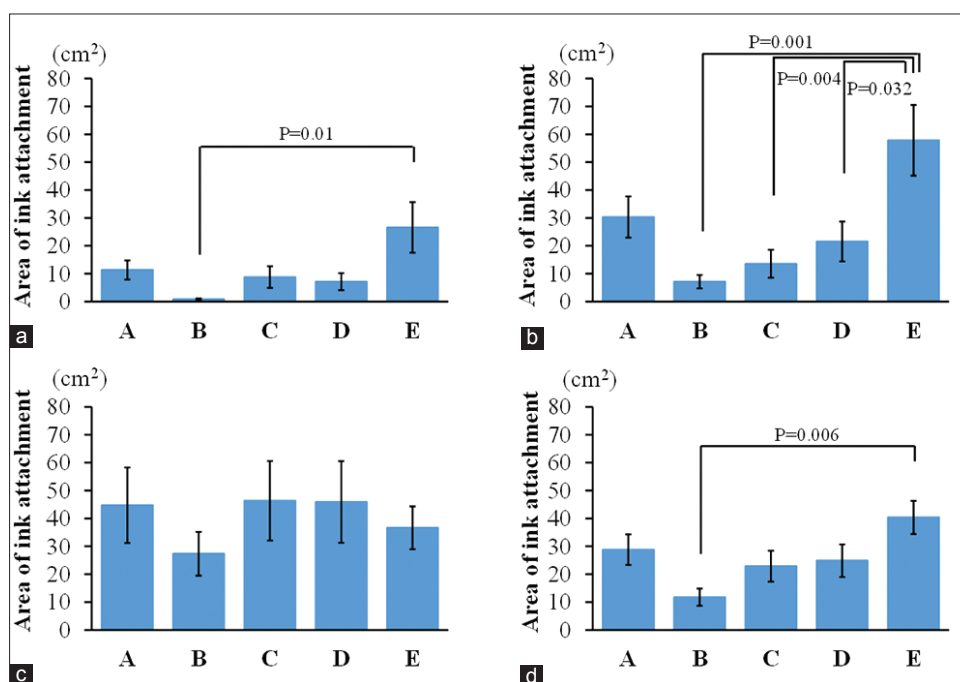 (cm²)
Area of ink attachment
80
70
60
50
40
30
20
10
0
P=0.01
A B C D E
a
(cm²)
Area of ink attachment
80
70
60
50
40
30
20
10
0
P=0.001
P=0.004
P=0.032
A B C D E
b
(cm²)
Area of ink attachment
80
70
60
50
40
30
20
10
0
A B C D E
c
(cm²)
Area of ink attachment
80
70
60
50
40
30
20
10
0
P=0.006
A B C D E
d